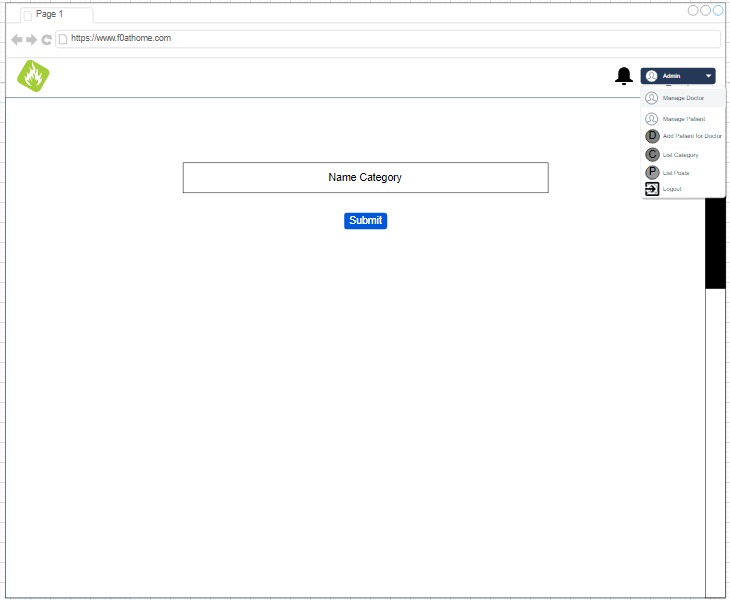 Page 1
https://www.f0athome.com
Admin
Manage Doctor
Manage Patient
D Add Patient for Doctor
C List Category
P List Posts
Logout
Name Category
Submit